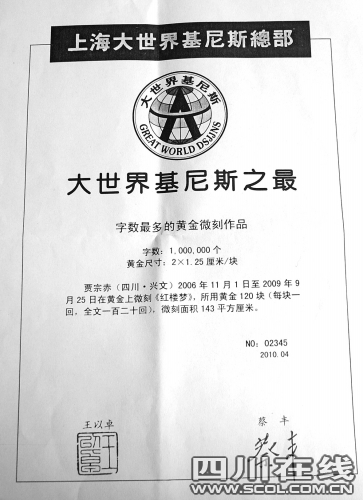 上海大世界基尼斯總部
大世界基尼斯
GREAT WORLD DSJJNS
大世界基尼斯之最
字数最多的黄金微刻作品
字数：1,000,000个
黄金尺寸：2×1.25厘米/块
贾宗赤（四川·兴文）2006年11月1日至2009年9
月25日在黄金上微刻《红楼梦》，所用黄金120块（每块一
回，全文一百二十回），微刻面积143平方厘米。
NO：02345
2010.04
王以卓
蔡丰
四川在线
WWW.SCOL.COM.CN